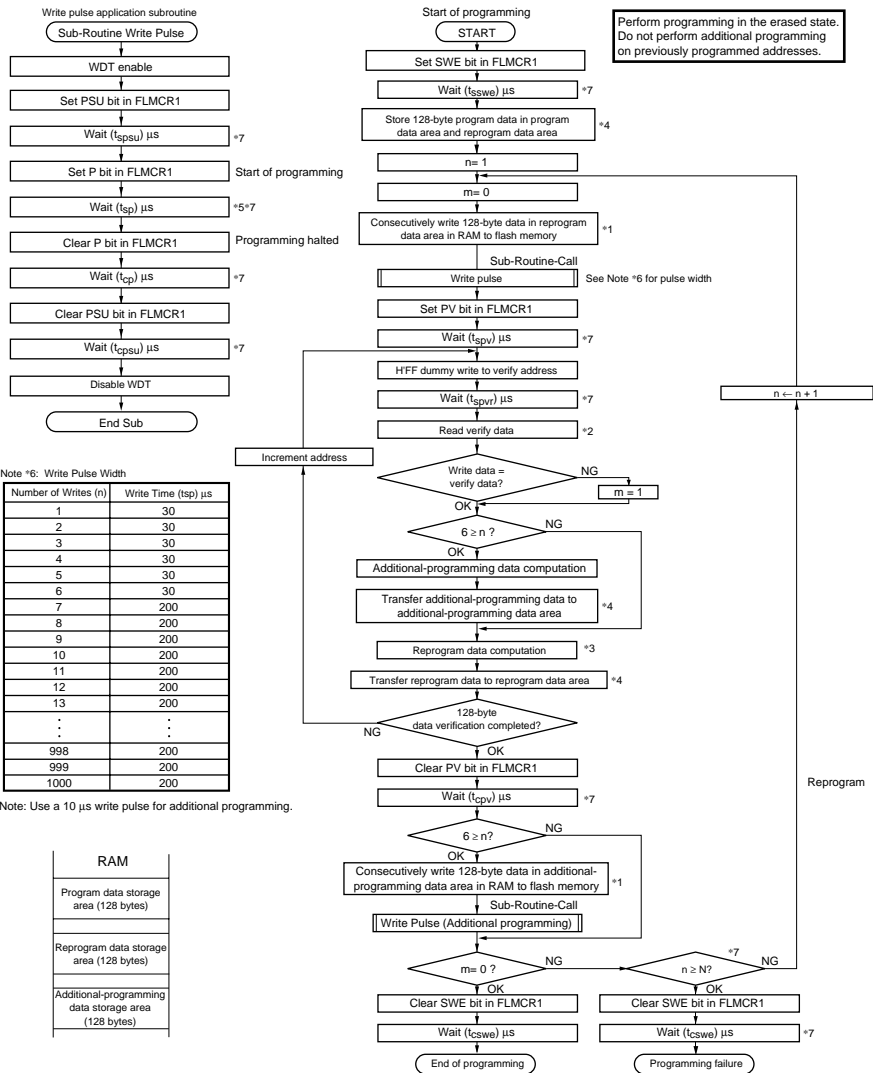 Write pulse application subroutine
Sub-Routine Write Pulse
WDT enable
Set PSU bit in FLMCR1
Wait (tspsu) μs
*7
Set P bit in FLMCR1
Start of programming
Wait (tsp) μs
*5*7
Clear P bit in FLMCR1
Programming halted
Wait (tcp) μs
*7
Clear PSU bit in FLMCR1
Wait (tcpsu) μs
*7
Disable WDT
End Sub
Note *6: Write Pulse Width
Number of Writes (n) Write Time (tsp) μs
1 30
2 30
3 30
4 30
5 30
6 30
7 200
8 200
9 200
10 200
11 200
12 200
13 200
998 200
999 200
1000 200
Note: Use a 10 μs write pulse for additional programming.
RAM
Program data storage
area (128 bytes)
Reprogram data storage
area (128 bytes)
Additional-programming
data storage area
(128 bytes)
Start of programming
START
Perform programming in the erased state.
Do not perform additional programming
on previously programmed addresses.
Set SWE bit in FLMCR1
Wait (tsswe) μs
*7
Store 128-byte program data in program
data area and reprogram data area
*4
n= 1
m= 0
Consecutively write 128-byte data in reprogram
data area in RAM to flash memory
*1
Sub-Routine-Call
Write pulse
See Note *6 for pulse width
Set PV bit in FLMCR1
Wait (tspv) μs
*7
H'FF dummy write to verify address
Wait (tspvr) μs
*7
Read verify data
*2
Increment address
Write data =
verify data?
NG
m = 1
OK
6 ≥ n ?
NG
OK
Additional-programming data computation
Transfer additional-programming data to
additional-programming data area
*4
Reprogram data computation
*3
Transfer reprogram data to reprogram data area
*4
128-byte
data verification completed?
NG
OK
Clear PV bit in FLMCR1
Wait (tcpv) μs
*7
6 ≥ n?
NG
OK
Consecutively write 128-byte data in additional-
programming data area in RAM to flash memory
*1
Sub-Routine-Call
Write Pulse (Additional programming)
m= 0 ?
NG
OK
Clear SWE bit in FLMCR1
Wait (tcswe) μs
End of programming
*7
n ≥ N?
NG
OK
Clear SWE bit in FLMCR1
Wait (tcswe) μs
*7
Programming failure
n ← n + 1
Reprogram